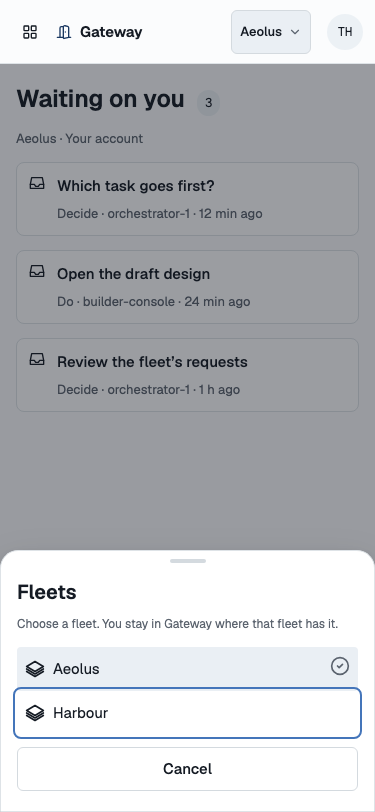 Gateway
Aeolus
TH
Waiting on you 3
Aeolus · Your account
Which task goes first?
Decide · orchestrator-1 · 12 min ago
Open the draft design
Do · builder-console · 24 min ago
Review the fleet’s requests
Decide · orchestrator-1 · 1 h ago
Fleets
Choose a fleet. You stay in Gateway where that fleet has it.
Aeolus
Harbour
Cancel